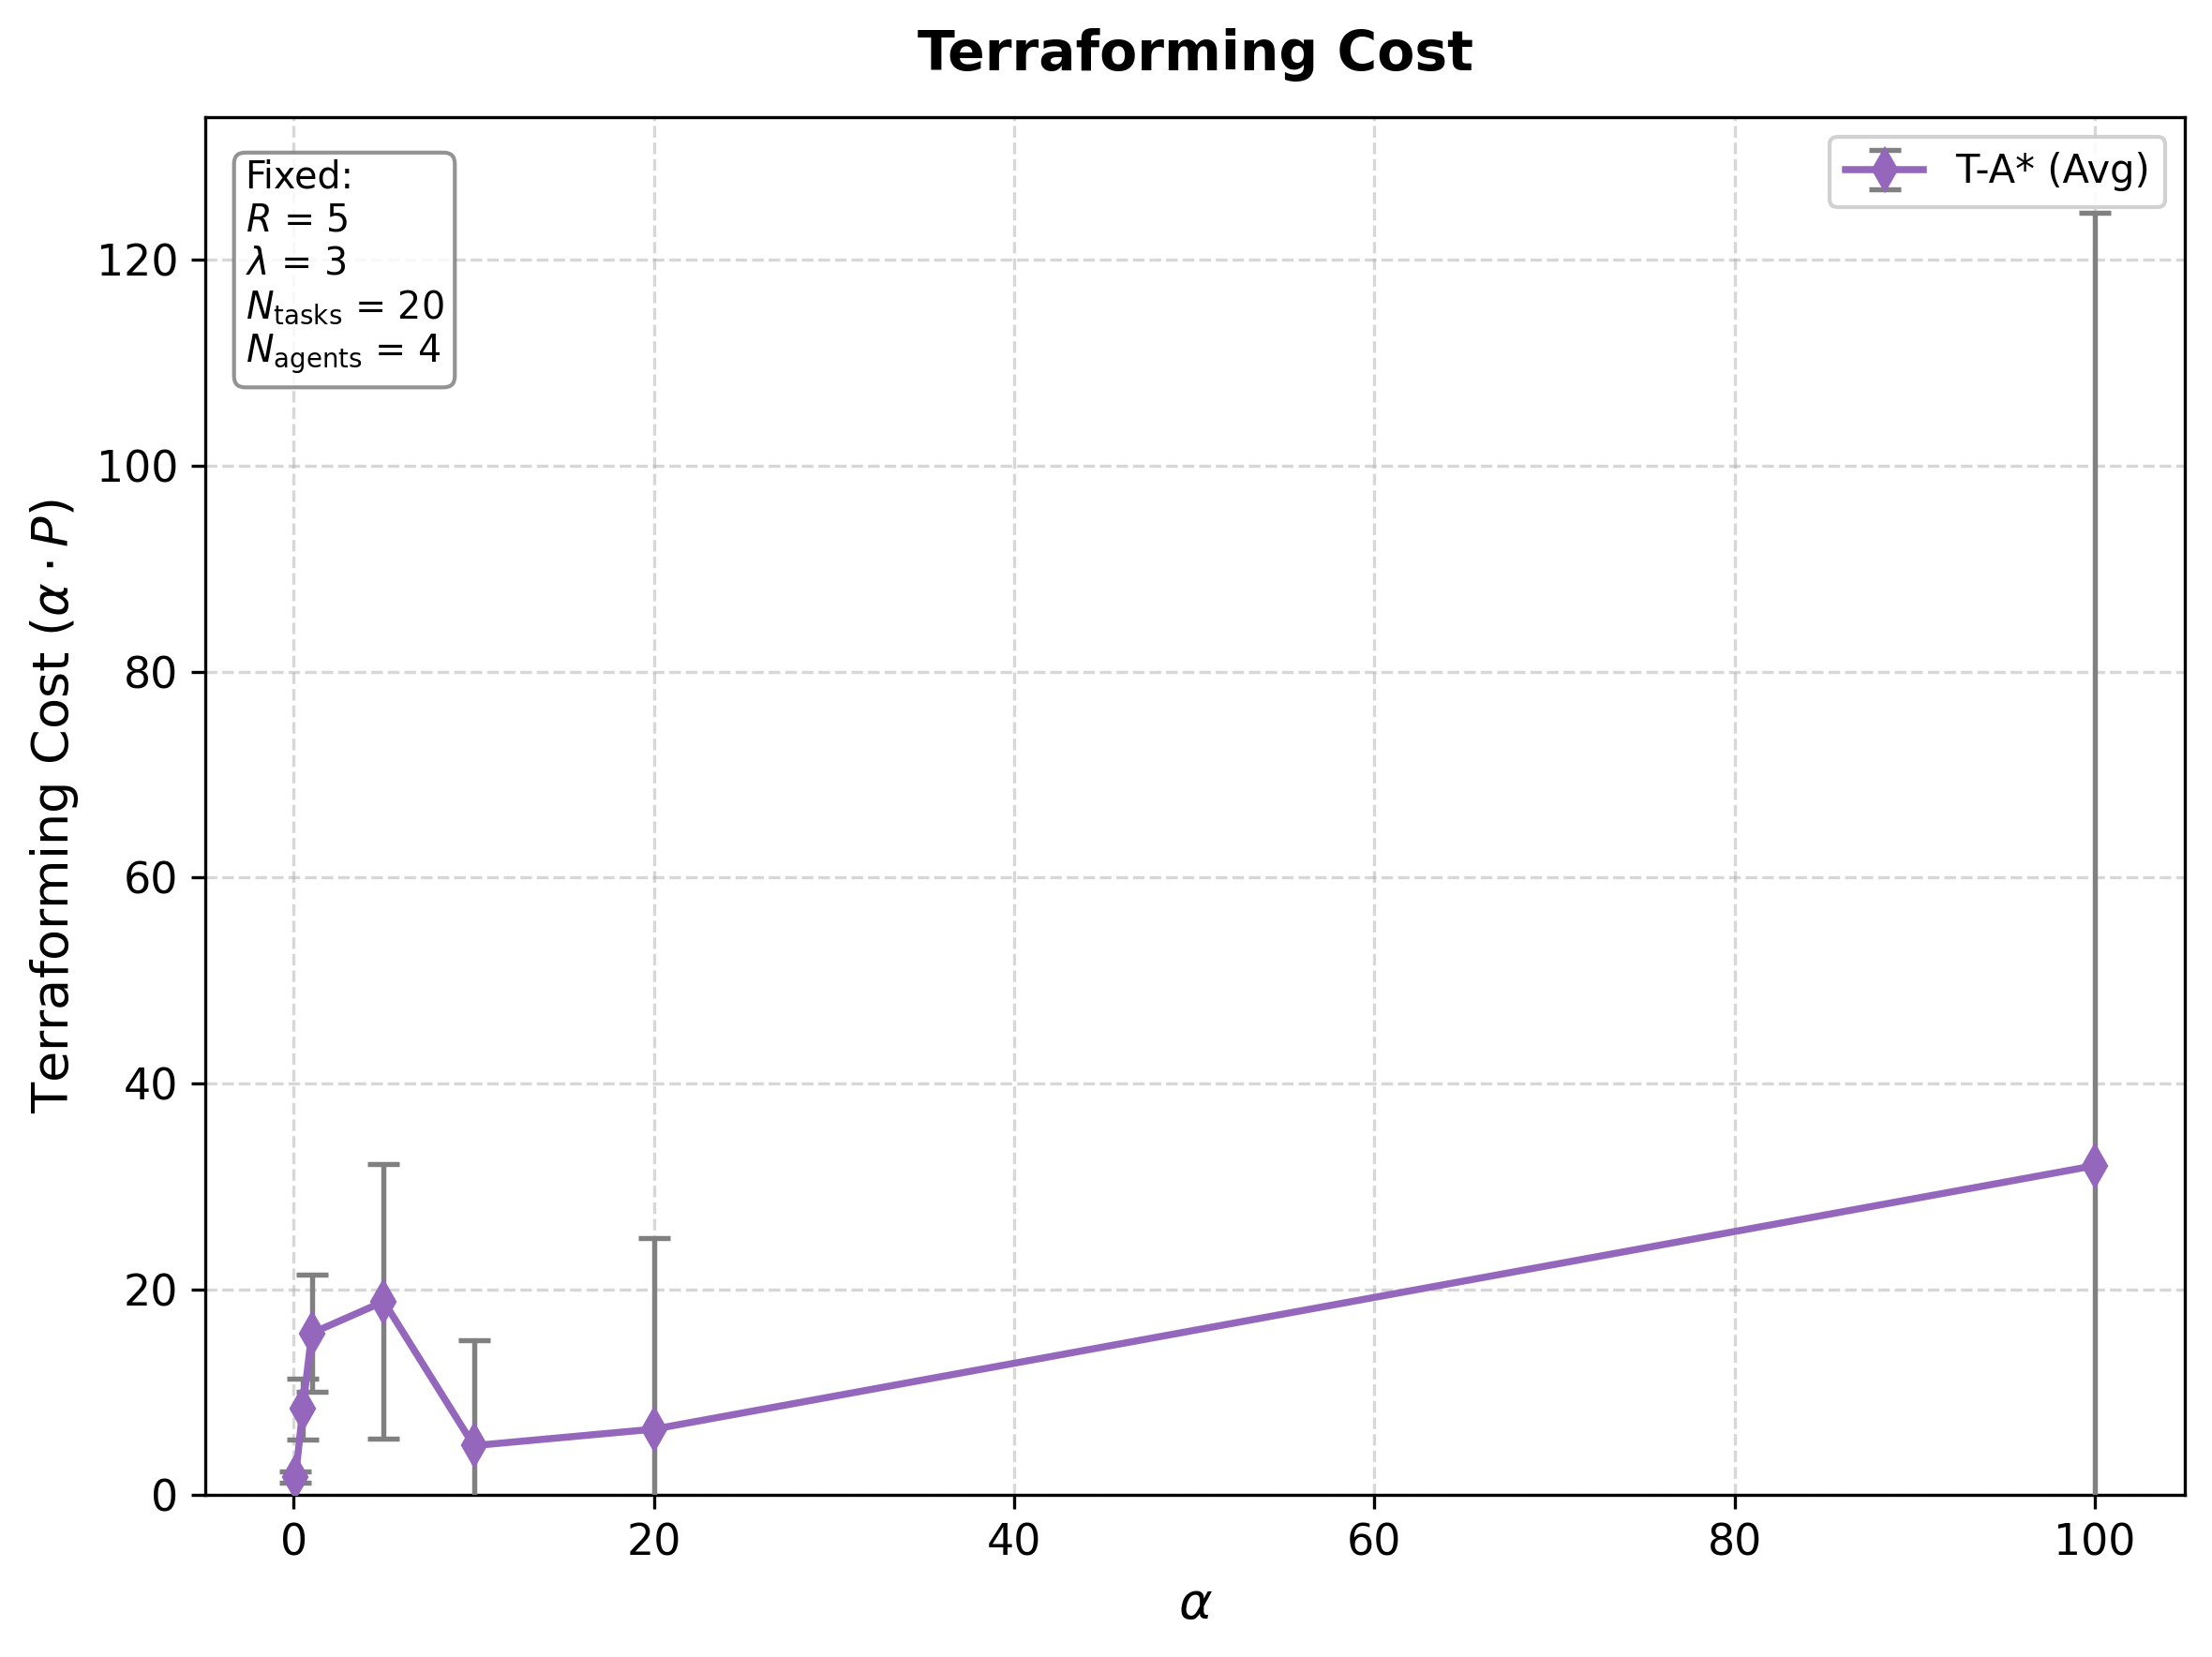 Terraforming Cost
Fixed:
R = 5
λ = 3
N_tasks = 20
N_agents = 4
T-A* (Avg)
Terraforming Cost (α · P)
120
100
80
60
40
20
0
0 20 40 60 80 100
α